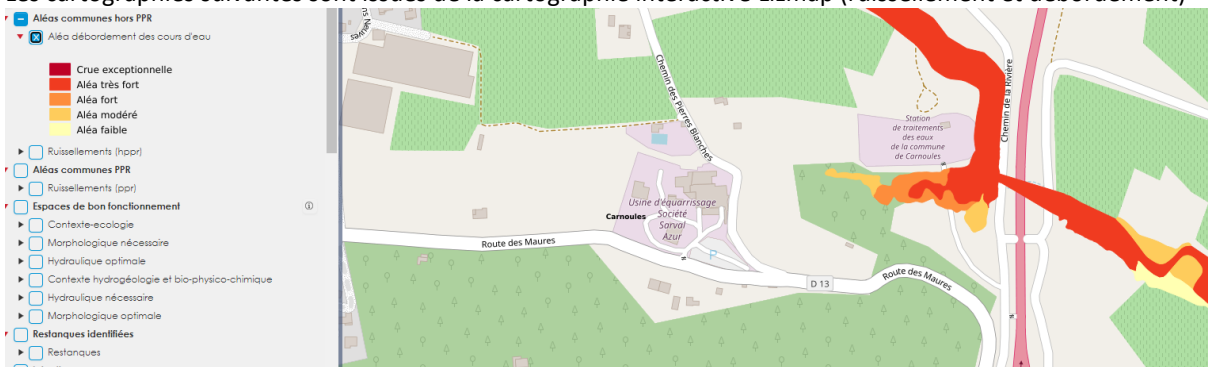 Les cartographies suivantes sont issues de la cartographie interactive Lizmap (ruissellement et débordement)
Aléas communes hors PPR
Aléa débordement des cours d'eau
Crue exceptionnelle
Aléa très fort
Aléa fort
Aléa modéré
Aléa faible
Ruissellements (hppr)
Aléas communes PPR
Ruissellements (ppr)
Espaces de bon fonctionnement
Contexte-ecologie
Morphologique nécessaire
Hydraulique optimale
Contexte hydrogéologie et bio-physico-chimique
Hydraulique nécessaire
Morphologique optimale
Restanques identifiées
Restanques
Neuves
Chemin des Pierres Blanches
Station
de traitements
des eaux
de la commune
de Carnoules
Chemin de la Rivière
Usine d'équarrissage
Société
Sarval
Azur
Carnoules
P
Route des Maures
D 13
Route des Maures